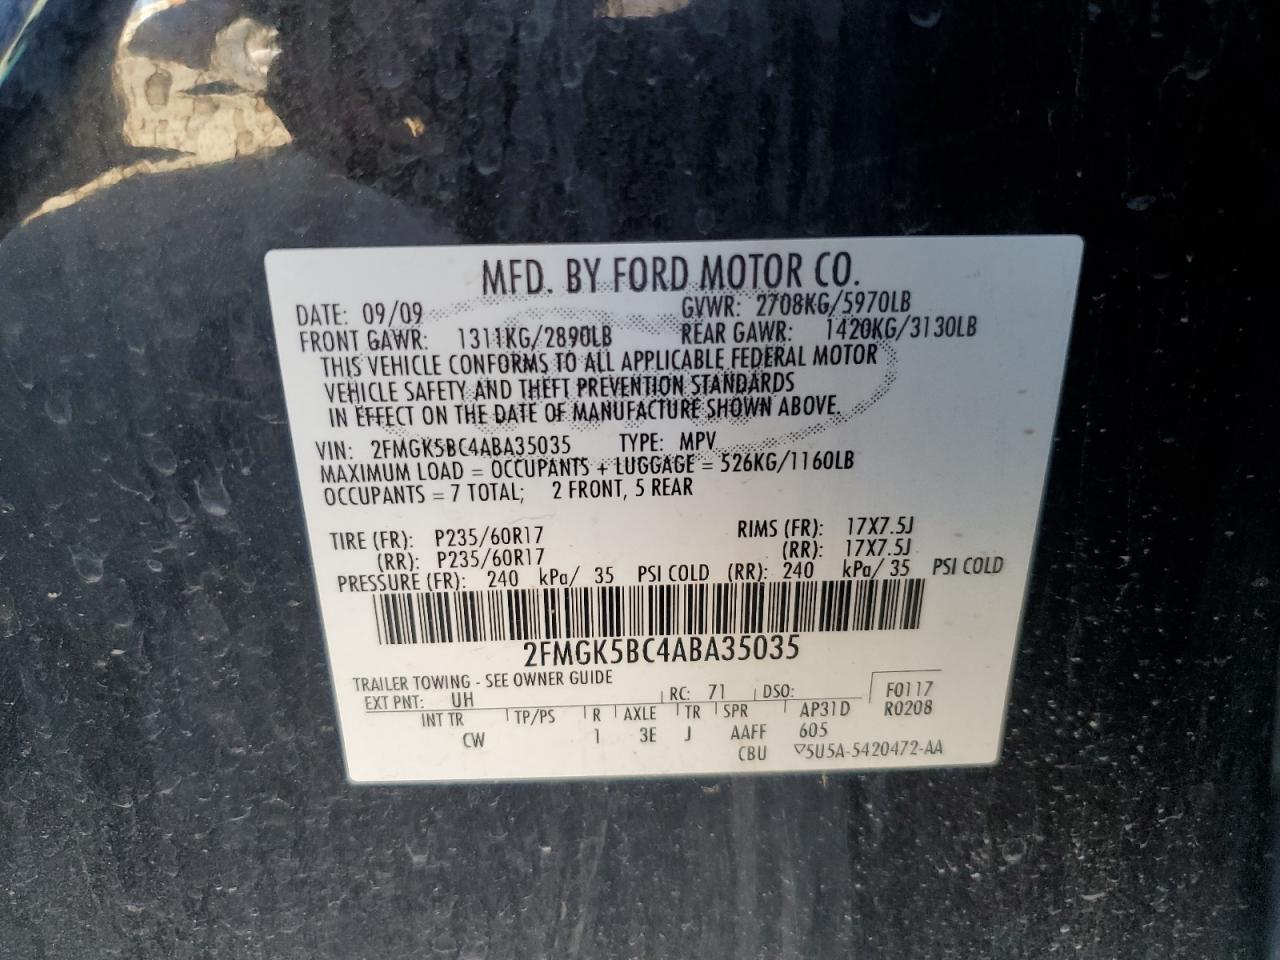 MFD. BY FORD MOTOR CO.
DATE: 09/09 GVWR: 2708KG/5970LB
FRONT GAWR: 1311KG/2890LB REAR GAWR: 1420KG/3130LB
THIS VEHICLE CONFORMS TO ALL APPLICABLE FEDERAL MOTOR
VEHICLE SAFETY AND THEFT PREVENTION STANDARDS
IN EFFECT ON THE DATE OF MANUFACTURE SHOWN ABOVE.
VIN: 2FMGK5BC4ABA35035 TYPE: MPV
MAXIMUM LOAD = OCCUPANTS + LUGGAGE = 526KG/1160LB
OCCUPANTS = 7 TOTAL; 2 FRONT, 5 REAR
TIRE (FR): P235/60R17 RIMS (FR): 17X7.5J
(RR): P235/60R17 (RR): 17X7.5J
PRESSURE (FR): 240 kPa/ 35 PSI COLD (RR): 240 kPa/ 35 PSI COLD
2FMGK5BC4ABA35035
TRAILER TOWING - SEE OWNER GUIDE
EXT PNT: UH RC: 71 DSO: F0117
INT TR TP/PS R AXLE TR SPR AP31D R0208
CW 1 3E J AAFF 605
CBU ▽5U5A-5420472-AA